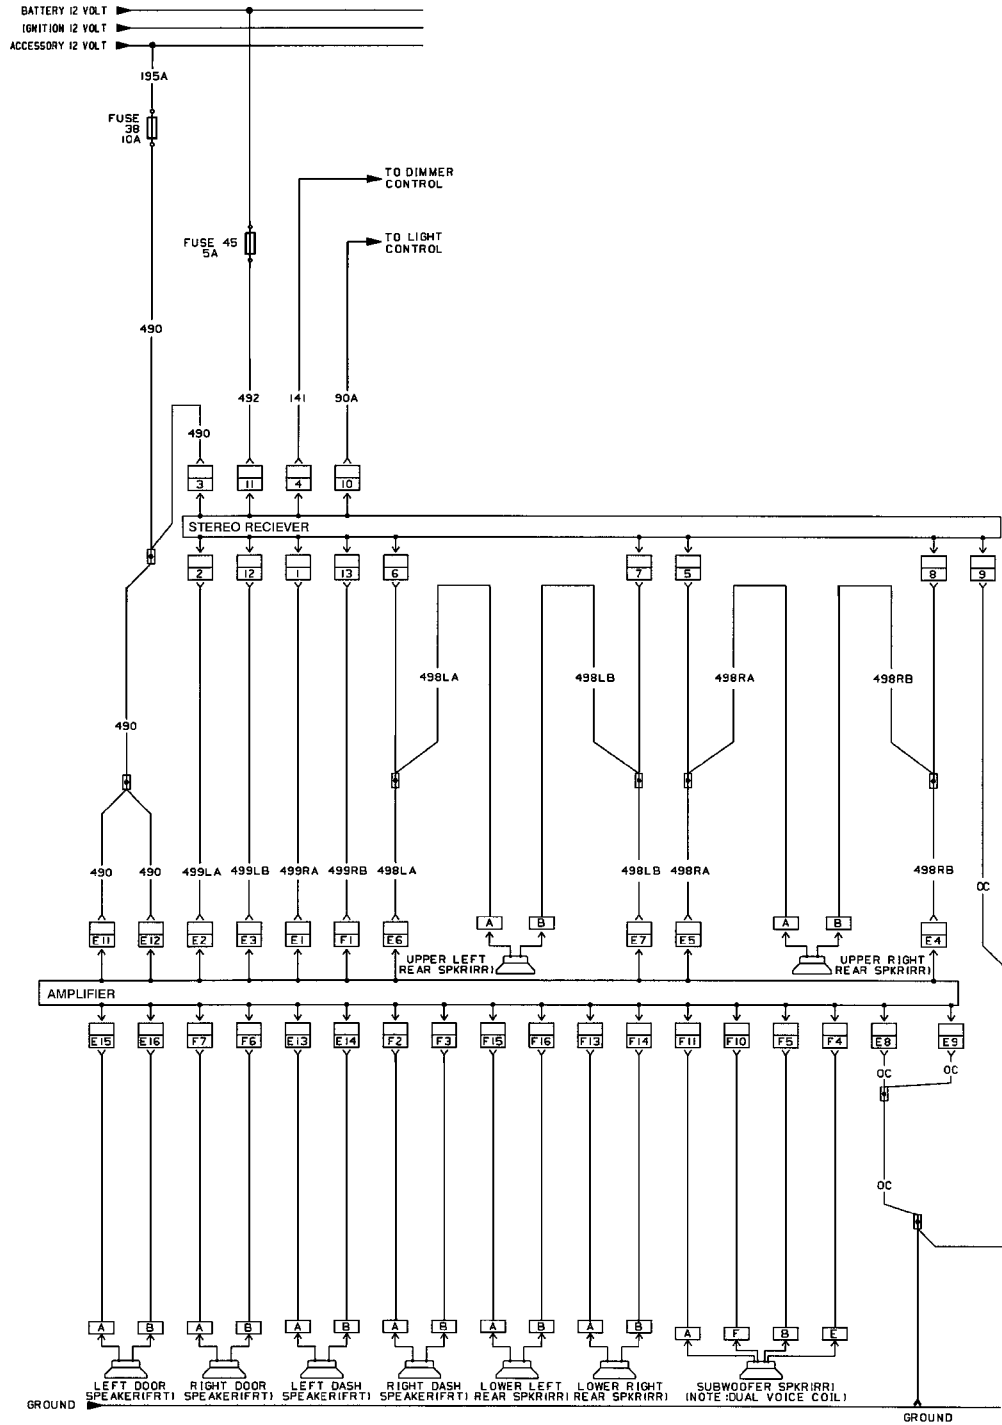 BATTERY 12 VOLT
IGNITION 12 VOLT
ACCESSORY 12 VOLT
195A
FUSE
38
10A
TO DIMMER
CONTROL
FUSE 45
5A
TO LIGHT
CONTROL
490
492
141
90A
490
3
11
4
10
STEREO RECIEVER
2
12
1
13
6
7
5
8
9
498LA
498LB
498RA
498RB
490
490
490
499LA
499LB
499RA
499RB
498LA
498LB
498RA
498RB
OC
E11
E12
E2
E3
E1
F1
E6
A
B
E7
E5
A
B
E4
UPPER LEFT
REAR SPKR(RR)
UPPER RIGHT
REAR SPKR(RR)
AMPLIFIER
E15
E16
F7
F6
E13
E14
F2
F3
F15
F16
F13
F14
F11
F10
F5
F4
E8
E9
OC
OC
OC
A
B
A
B
A
B
A
B
A
B
A
B
A
F
B
E
LEFT DOOR
SPEAKER(FRT)
RIGHT DOOR
SPEAKER(FRT)
LEFT DASH
SPEAKER(FRT)
RIGHT DASH
SPEAKER(FRT)
LOWER LEFT
REAR SPKR(RR)
LOWER RIGHT
REAR SPKR(RR)
SUBWOOFER SPKR(RR)
(NOTE:DUAL VOICE COIL)
GROUND
GROUND